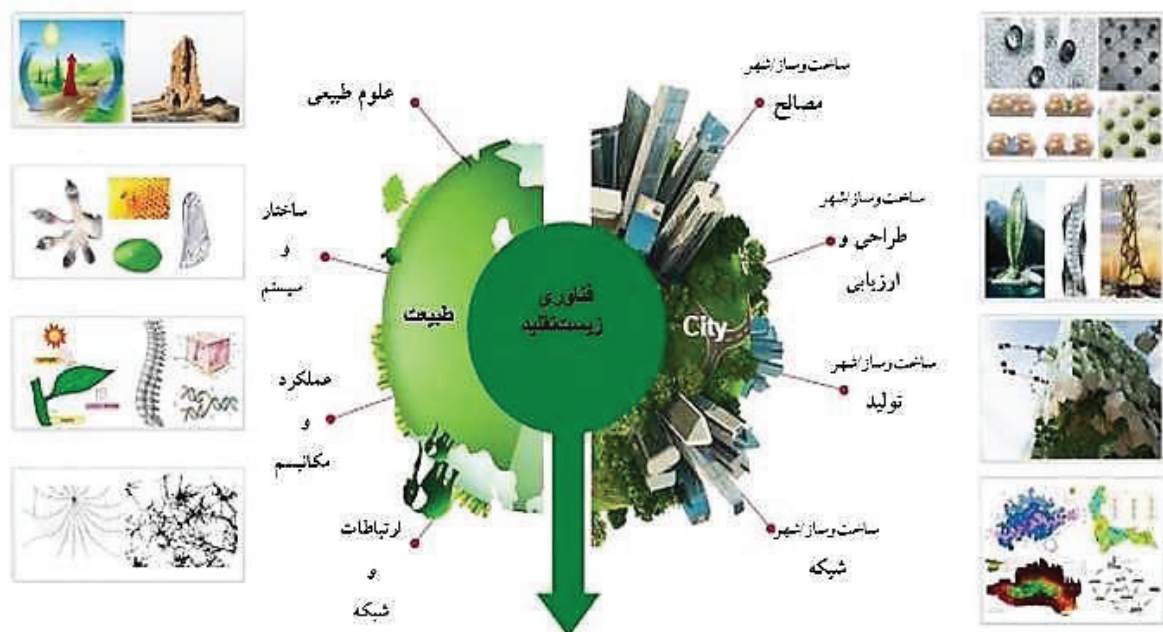 علوم طبیعی
ساختار
و
سیستم
عملکرد
و
مکانیسم
ارتباطات
و
شبکه
طبیعت
فناوری
زیست‌تقلید
City
ساخت‌وساز/شهر
مصالح
ساخت‌وساز/شهر
طراحی و
ارزیابی
ساخت‌وساز/شهر
تولید
ساخت‌وساز/شهر
شبکه